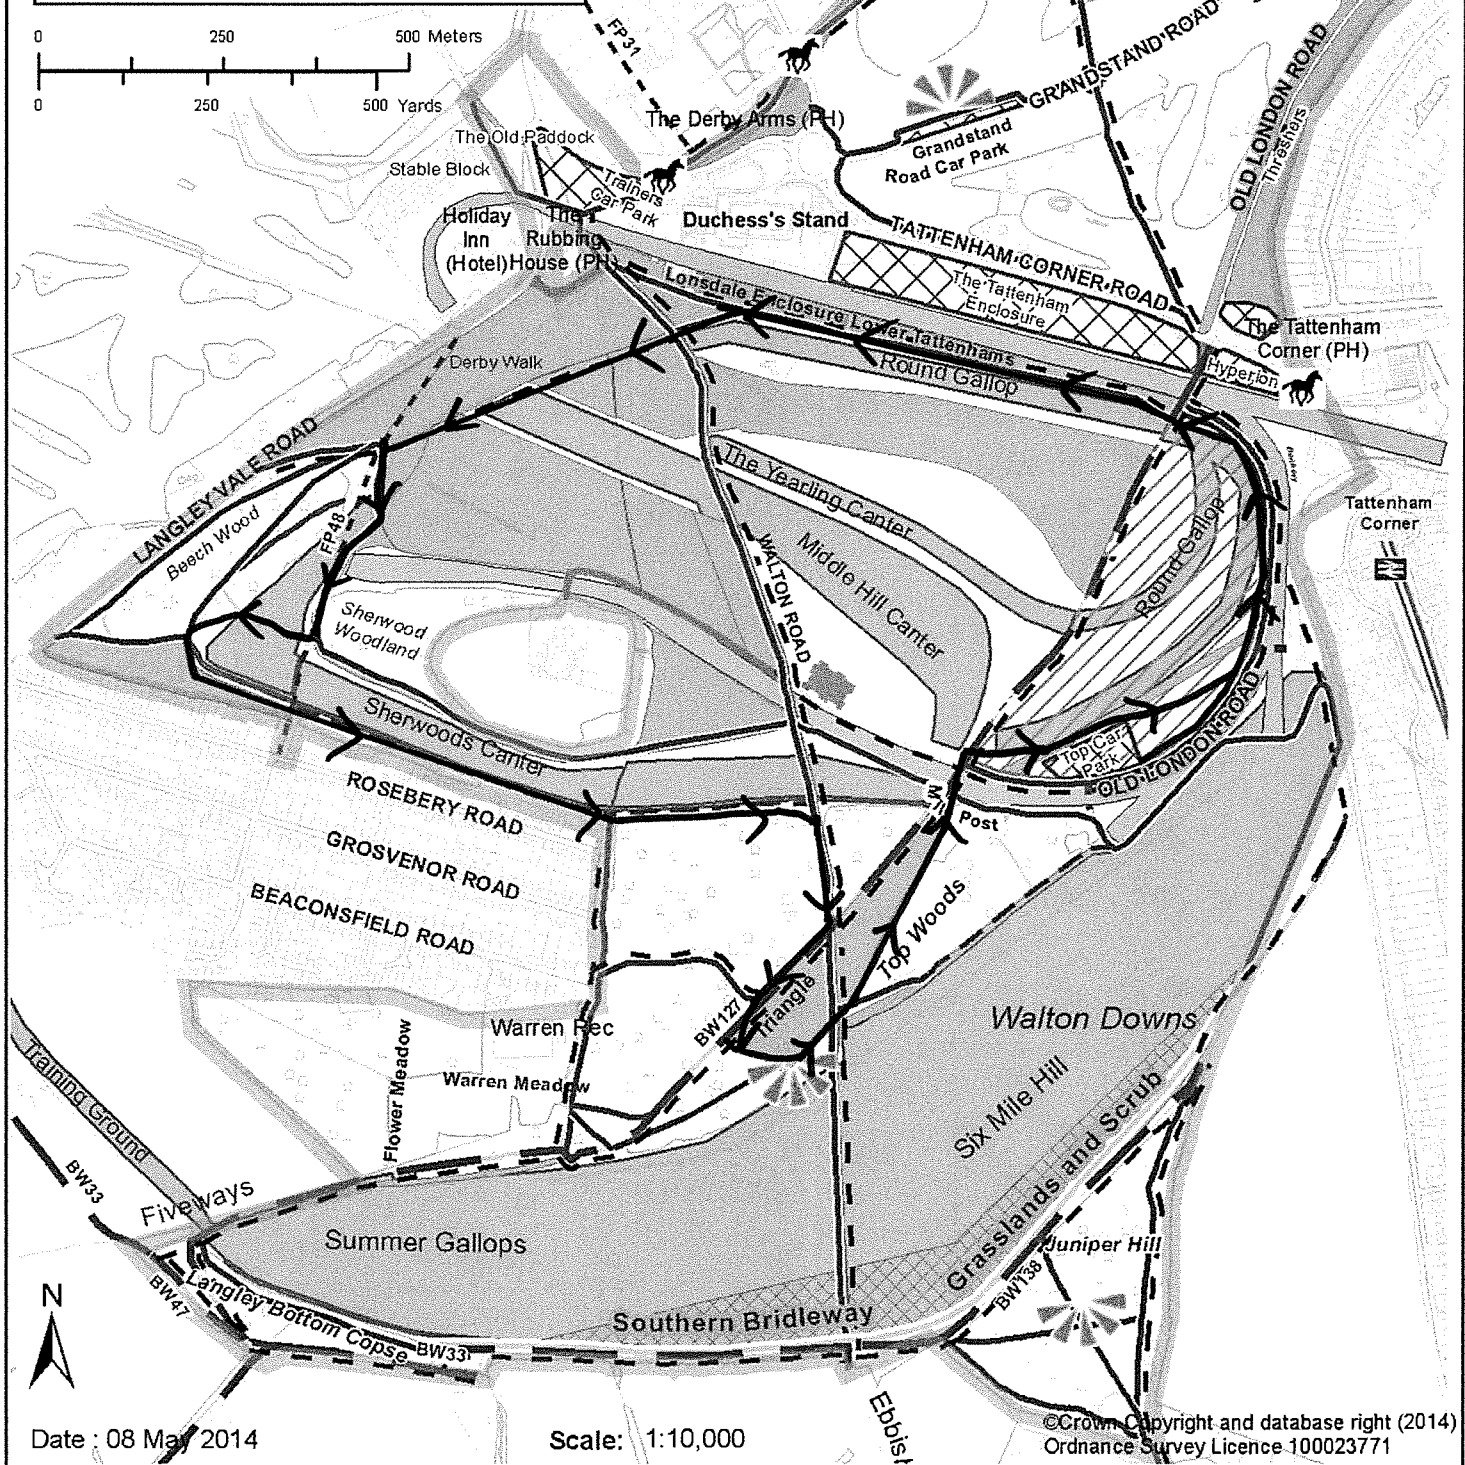 0 250 500 Meters
0 250 500 Yards
FP31
GRANDSTAND ROAD
OLD LONDON ROAD
Threshers
The Derby Arms (PH)
The Old Paddock
Stable Block
Grandstand
Road Car Park
Trainers
Car Park
Holiday
Inn
(Hotel)
The
Rubbing
House (PH)
Duchess's Stand
TATTENHAM CORNER ROAD
Lonsdale Enclosure Lower Tattenhams
The Tattenham
Enclosure
The Tattenham
Corner (PH)
Hyperion
Derby Walk
Round Gallop
LANGLEY VALE ROAD
Beech Wood
FP48
The Yearling Canter
WALTON ROAD
Middle Hill Canter
Round Gallop
Tattenham
Corner
Sherwood
Woodland
Sherwoods Canter
Top Car
Park
OLD LONDON ROAD
ROSEBERY ROAD
GROSVENOR ROAD
BEACONSFIELD ROAD
Post
Top Woods
Triangle
BW127
Warren Rec
Walton Downs
Flower Meadow
Warren Meadow
Six Mile Hill
Training Ground
Grasslands and Scrub
BW33
Fiveways
Summer Gallops
Juniper Hill
BW138
BW47
Langley Bottom Copse
BW33
Southern Bridleway
N
Ebbish
Date : 08 May 2014
Scale: 1:10,000
©Crown Copyright and database right (2014)
Ordnance Survey Licence 100023771